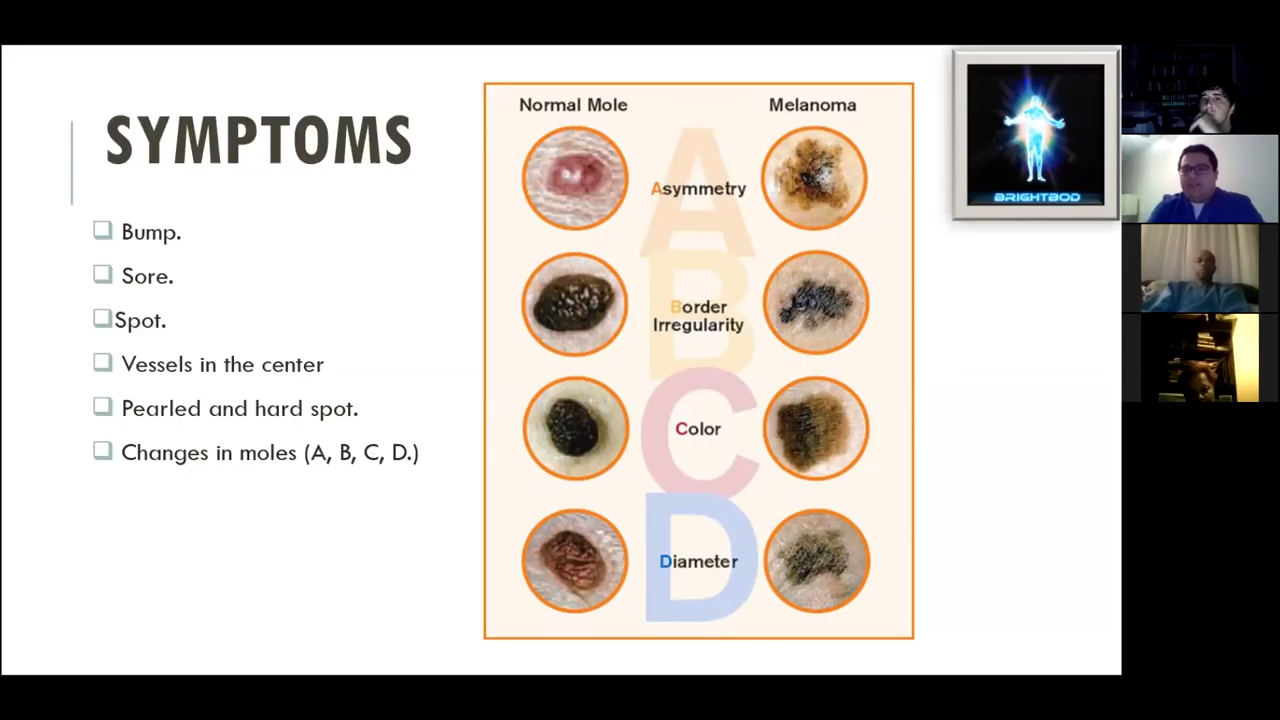 SYMPTOMS
Bump.
Sore.
Spot.
Vessels in the center
Pearled and hard spot.
Changes in moles (A, B, C, D.)
Normal Mole
Melanoma
A
Asymmetry
B
Border
Irregularity
C
Color
D
Diameter
BRIGHTBOD